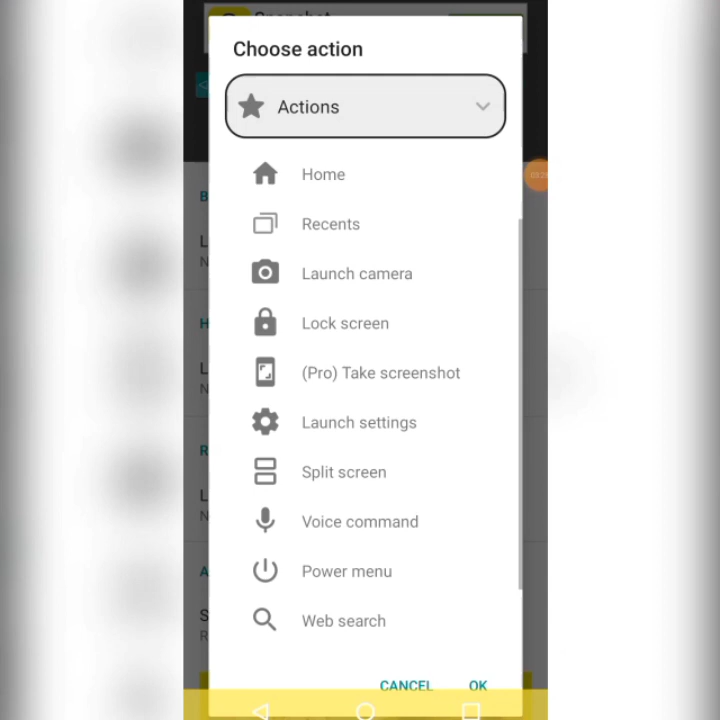 Choose action
Actions
Home
Recents
Launch camera
Lock screen
(Pro) Take screenshot
Launch settings
Split screen
Voice command
Power menu
Web search
CANCEL OK